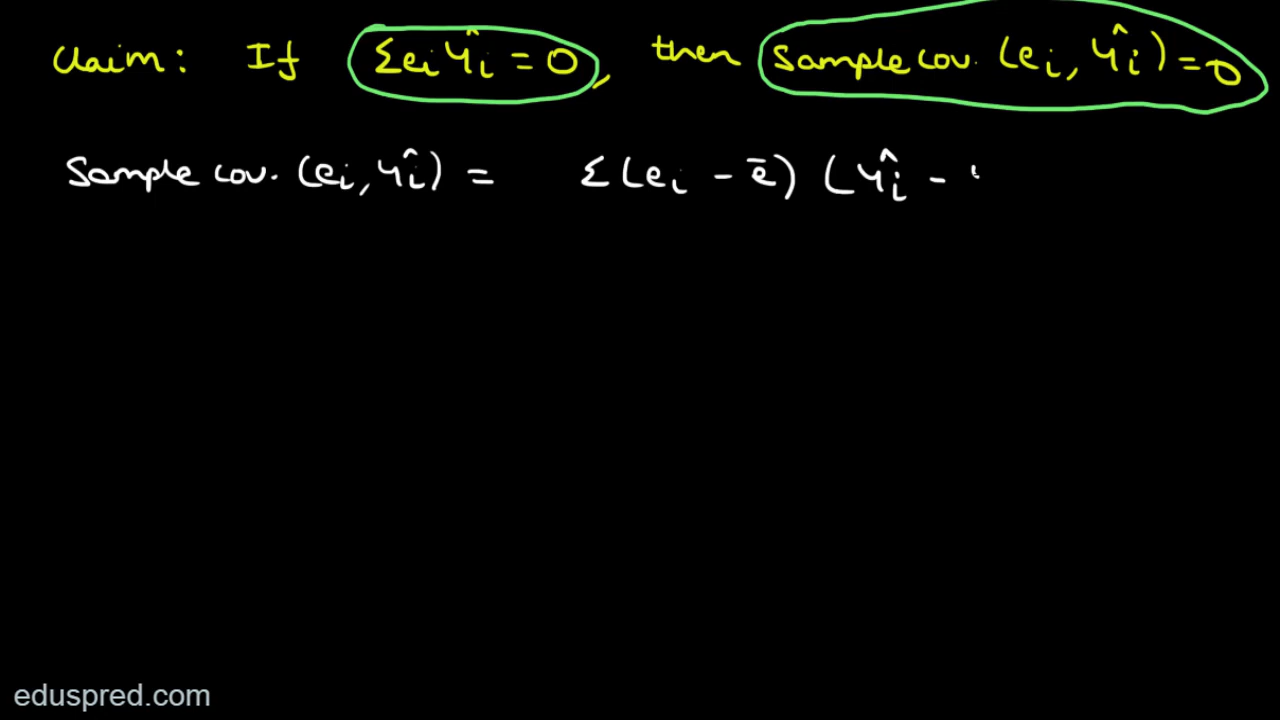 Claim: If Σeiŷi = 0, then Sample cov. (ei, ŷi) = 0
Sample cov. (ei, ŷi) = Σ(ei - ē) (ŷi -
eduspred.com